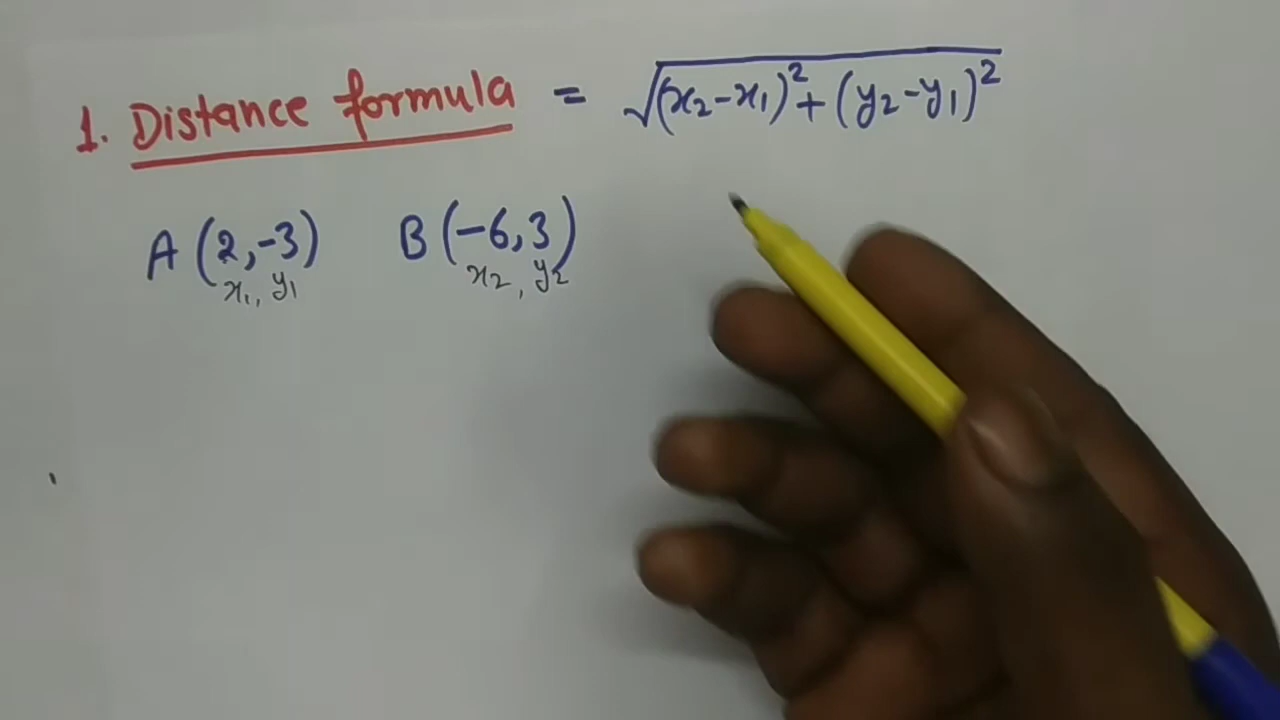 1. Distance formula = √(x₂-x₁)²+(y₂-y₁)²
A (2,-3) B (-6,3)
x₁, y₁ x₂, y₂